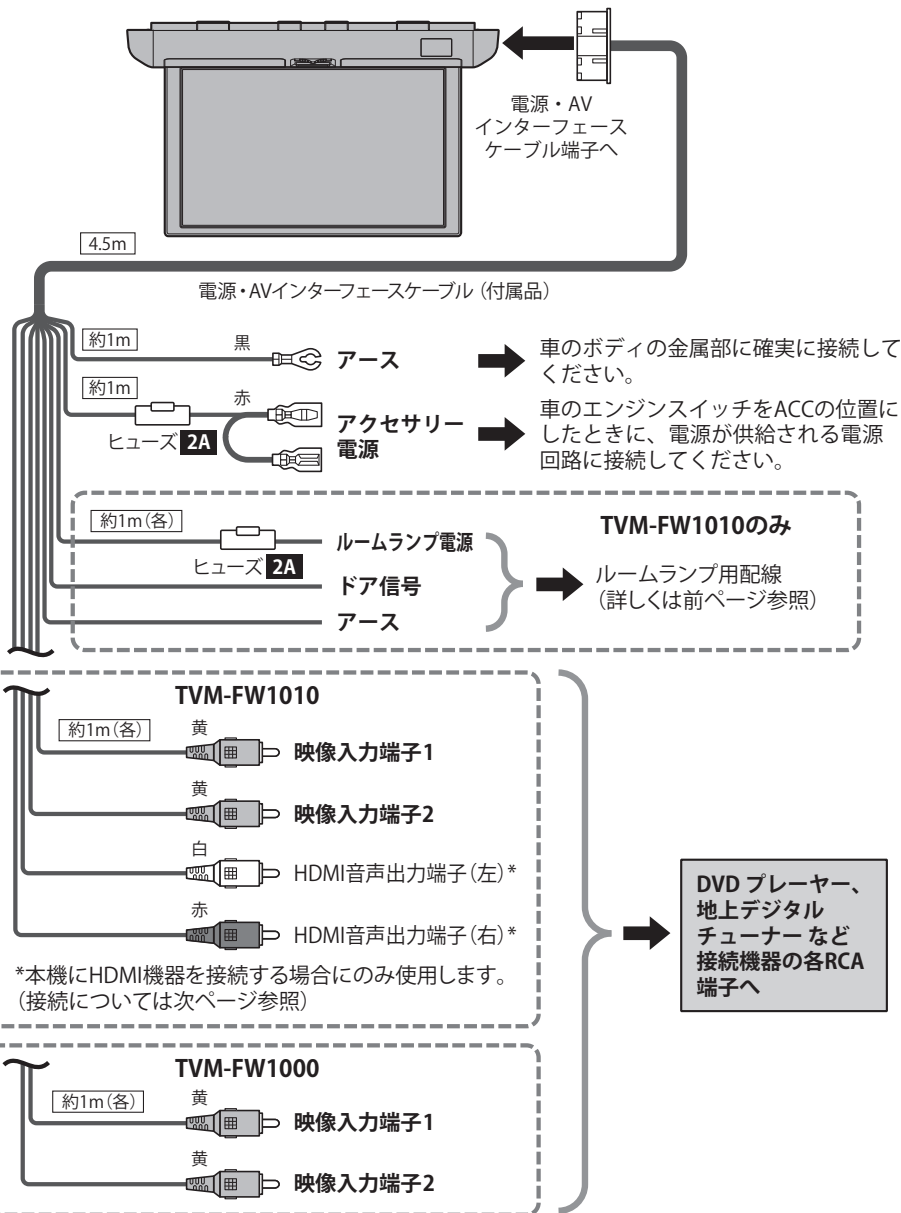 電源・AV
インターフェース
ケーブル端子へ
4.5m
電源・AVインターフェースケーブル（付属品）
約1m
黒
アース
車のボディの金属部に確実に接続して
ください。
約1m
赤
ヒューズ 2A
アクセサリー
電源
車のエンジンスイッチをACCの位置に
したときに、電源が供給される電源
回路に接続してください。
約1m（各）
ヒューズ 2A
ルームランプ電源
ドア信号
アース
TVM-FW1010のみ
ルームランプ用配線
（詳しくは前ページ参照）
TVM-FW1010
約1m（各）
黄
映像入力端子1
黄
映像入力端子2
白
HDMI音声出力端子（左）*
赤
HDMI音声出力端子（右）*
*本機にHDMI機器を接続する場合にのみ使用します。
（接続については次ページ参照）
DVD プレーヤー、
地上デジタル
チューナー など
接続機器の各RCA
端子へ
TVM-FW1000
約1m（各）
黄
映像入力端子1
黄
映像入力端子2